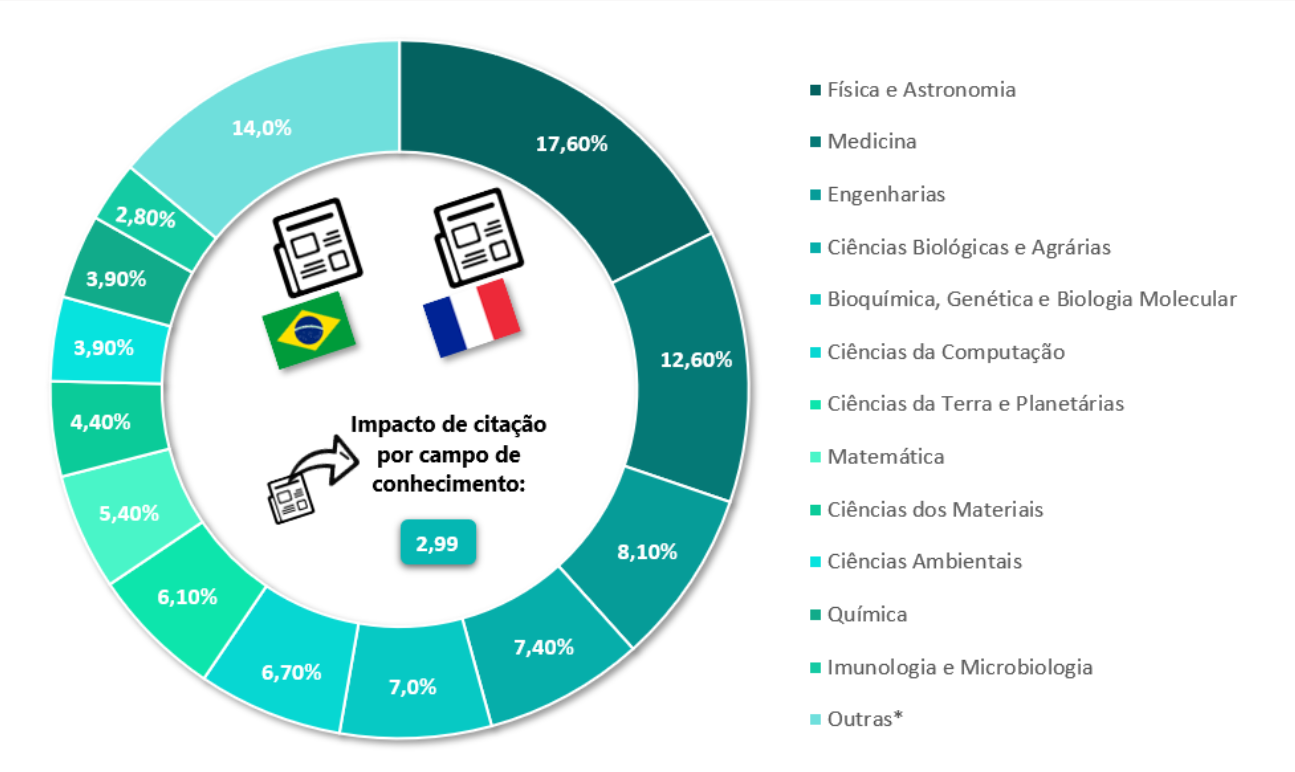 14,0%
17,60%
2,80%
3,90%
3,90%
12,60%
4,40%
5,40%
8,10%
6,10%
7,40%
6,70%
7,0%
Impacto de citação
por campo de
conhecimento:
2,99
Física e Astronomia
Medicina
Engenharias
Ciências Biológicas e Agrárias
Bioquímica, Genética e Biologia Molecular
Ciências da Computação
Ciências da Terra e Planetárias
Matemática
Ciências dos Materiais
Ciências Ambientais
Química
Imunologia e Microbiologia
Outras*